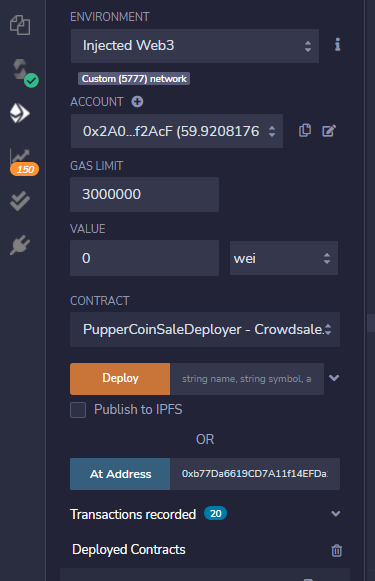 ENVIRONMENT
Injected Web3
Custom (5777) network
ACCOUNT
0x2A0...f2AcF (59.9208176
GAS LIMIT
3000000
VALUE
0 wei
CONTRACT
PupperCoinSaleDeployer - Crowdsale.
150
Deploy string name, string symbol, a
Publish to IPFS
OR
At Address 0xb77Da6619CD7A11f14EFDa
Transactions recorded 20
Deployed Contracts